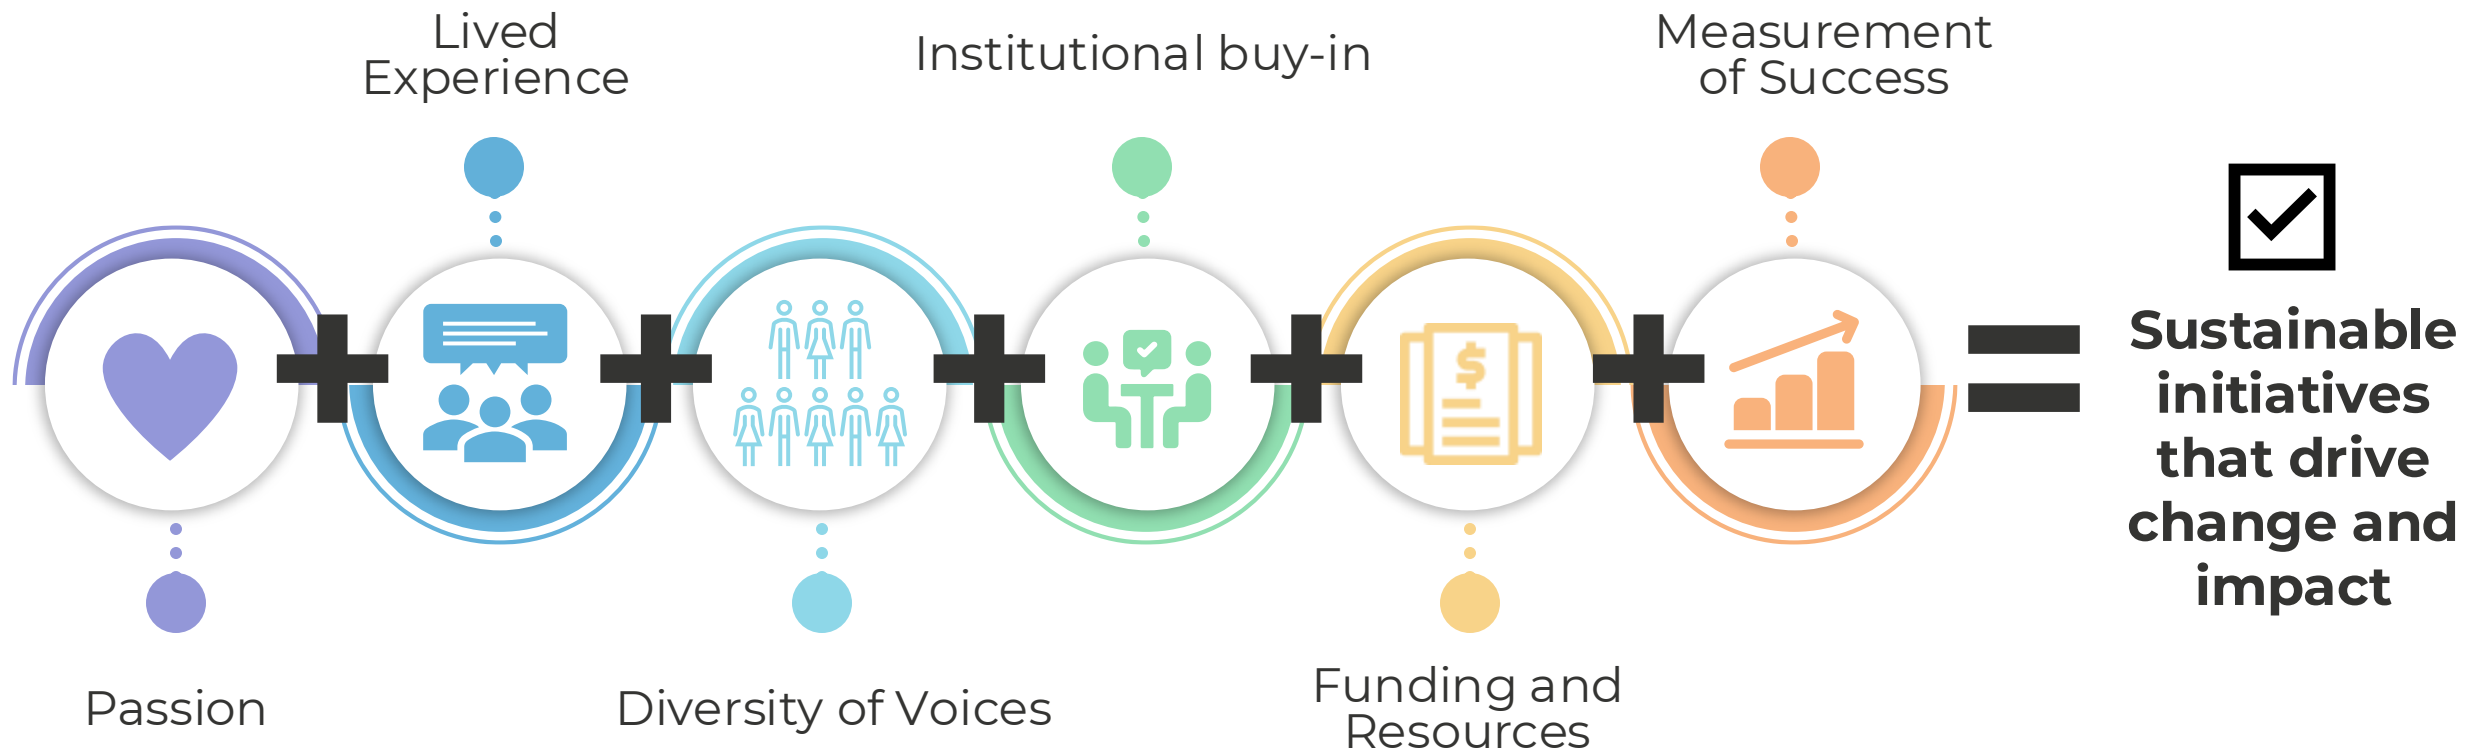 Lived
Experience
Institutional buy-in
Measurement
of Success
Passion
Diversity of Voices
Funding and
Resources
$
Sustainable
initiatives
that drive
change and
impact